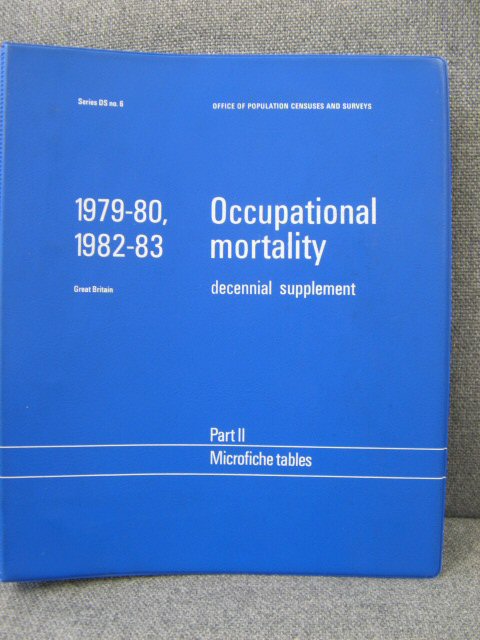 Series DS no. 6
OFFICE OF POPULATION CENSUSES AND SURVEYS
1979-80,
1982-83
Great Britain
Occupational
mortality
decennial supplement
Part II
Microfiche tables